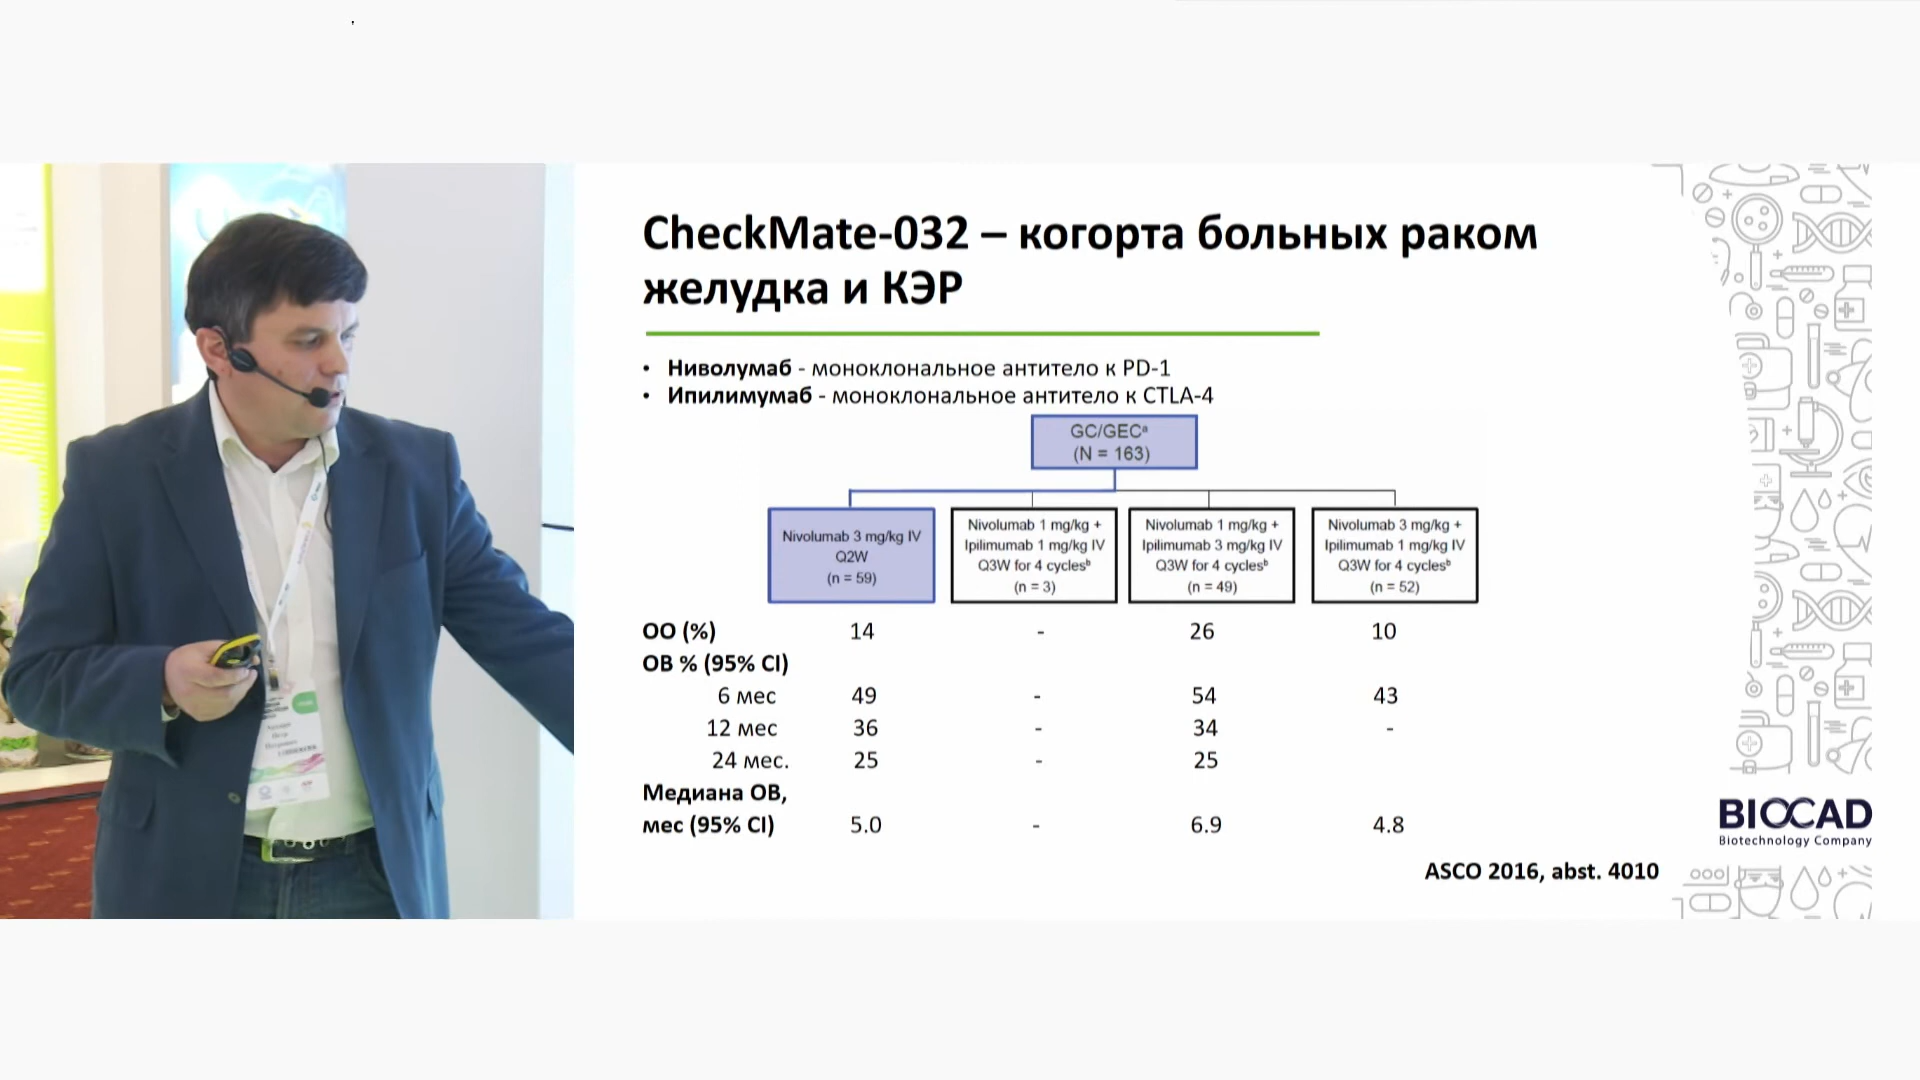 CheckMate-032 – когорта больных раком
желудка и КЭР
• Ниволумаб - моноклональное антитело к PD-1
• Ипилимумаб - моноклональное антитело к CTLA-4
GC/GECᵃ
(N = 163)
Nivolumab 3 mg/kg IV
Q2W
(n = 59)
Nivolumab 1 mg/kg +
Ipilimumab 1 mg/kg IV
Q3W for 4 cyclesᵇ
(n = 3)
Nivolumab 1 mg/kg +
Ipilimumab 3 mg/kg IV
Q3W for 4 cyclesᵇ
(n = 49)
Nivolumab 3 mg/kg +
Ipilimumab 1 mg/kg IV
Q3W for 4 cyclesᵇ
(n = 52)
ОО (%) 14 - 26 10
ОВ % (95% CI)
6 мес 49 - 54 43
12 мес 36 - 34 -
24 мес. 25 - 25
Медиана ОВ,
мес (95% CI) 5.0 - 6.9 4.8
ASCO 2016, abst. 4010
BIOCAD
Biotechnology Company